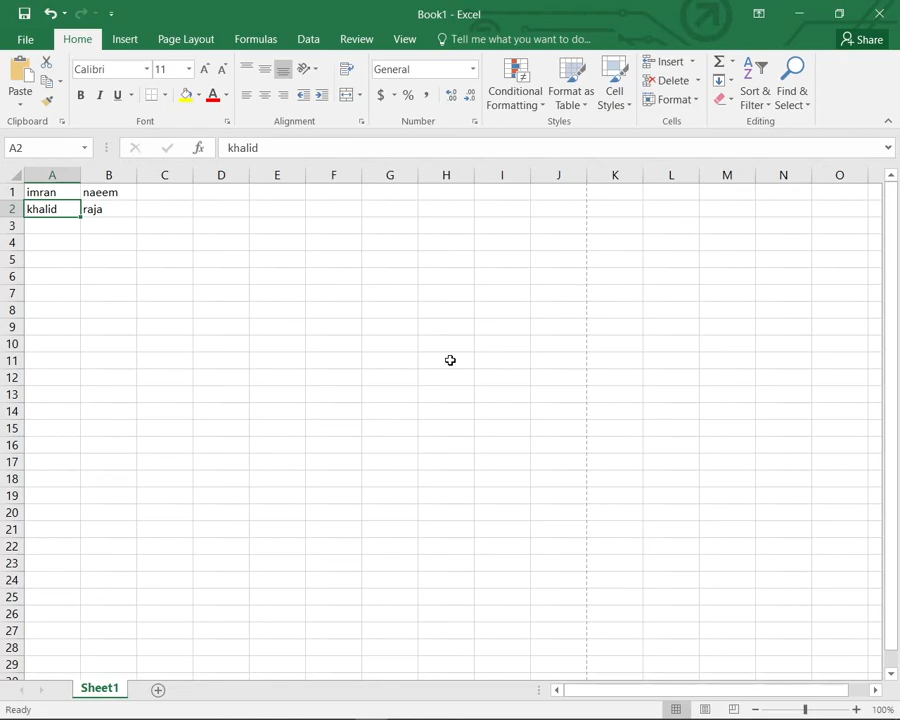 Book1 - Excel
File Home Insert Page Layout Formulas Data Review View Tell me what you want to do... Share
Paste
Calibri 11
B I U A
General
$ % ,
Conditional Formatting
Format as Table
Cell Styles
Insert
Delete
Format
Sort & Filter
Find & Select
Clipboard Font Alignment Number Styles Cells Editing
A2 fx khalid
A B C D E F G H I J K L M N O
1 imran naeem
2 khalid raja
3
4
5
6
7
8
9
10
11
12
13
14
15
16
17
18
19
20
21
22
23
24
25
26
27
28
29
Sheet1
Ready 100%